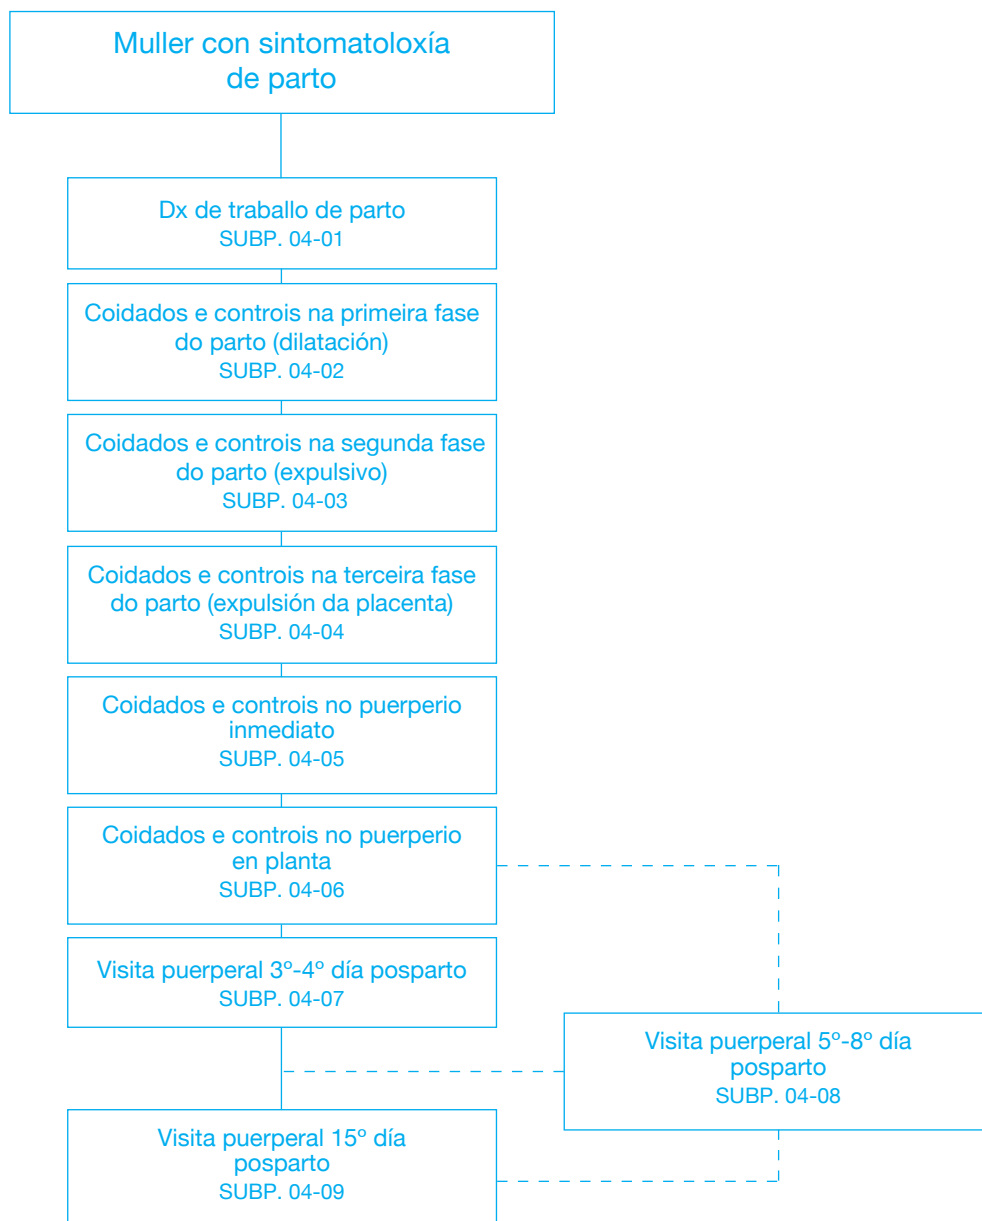 Muller con sintomatoloxía
de parto
Dx de traballo de parto
SUBP. 04-01
Coidados e controis na primeira fase
do parto (dilatación)
SUBP. 04-02
Coidados e controis na segunda fase
do parto (expulsivo)
SUBP. 04-03
Coidados e controis na terceira fase
do parto (expulsión da placenta)
SUBP. 04-04
Coidados e controis no puerperio
inmediato
SUBP. 04-05
Coidados e controis no puerperio
en planta
SUBP. 04-06
Visita puerperal 3º-4º día posparto
SUBP. 04-07
Visita puerperal 5º-8º día
posparto
SUBP. 04-08
Visita puerperal 15º día
posparto
SUBP. 04-09